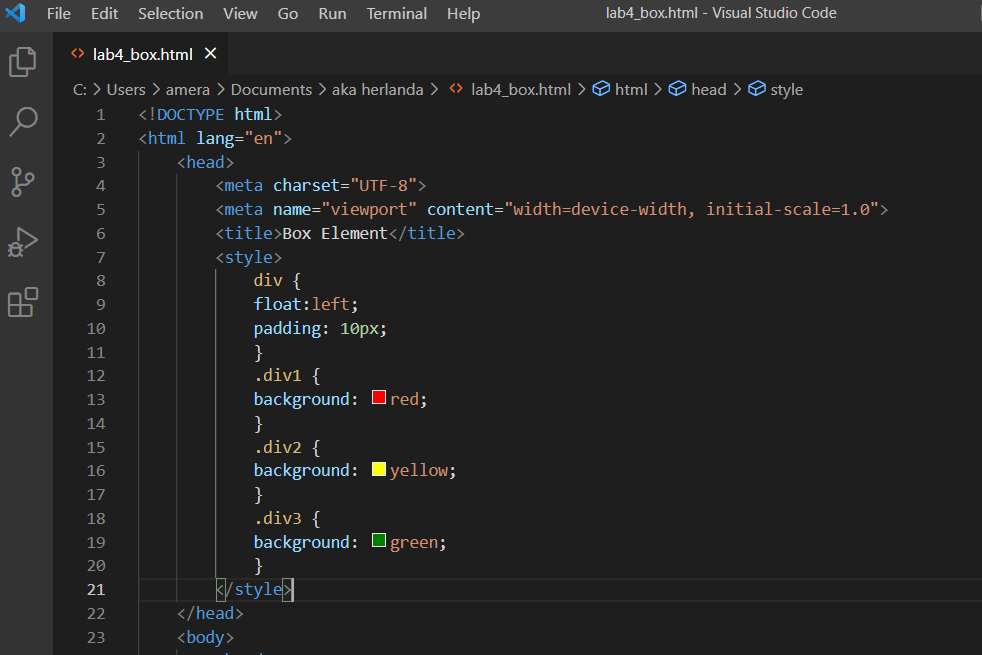 File Edit Selection View Go Run Terminal Help lab4_box.html - Visual Studio Code
lab4_box.html
C: > Users > amera > Documents > aka herlanda > lab4_box.html > html > head > style
1 <!DOCTYPE html>
2 <html lang="en">
3 <head>
4 <meta charset="UTF-8">
5 <meta name="viewport" content="width=device-width, initial-scale=1.0">
6 <title>Box Element</title>
7 <style>
8 div {
9 float:left;
10 padding: 10px;
11 }
12 .div1 {
13 background: red;
14 }
15 .div2 {
16 background: yellow;
17 }
18 .div3 {
19 background: green;
20 }
21 </style>
22 </head>
23 <body>